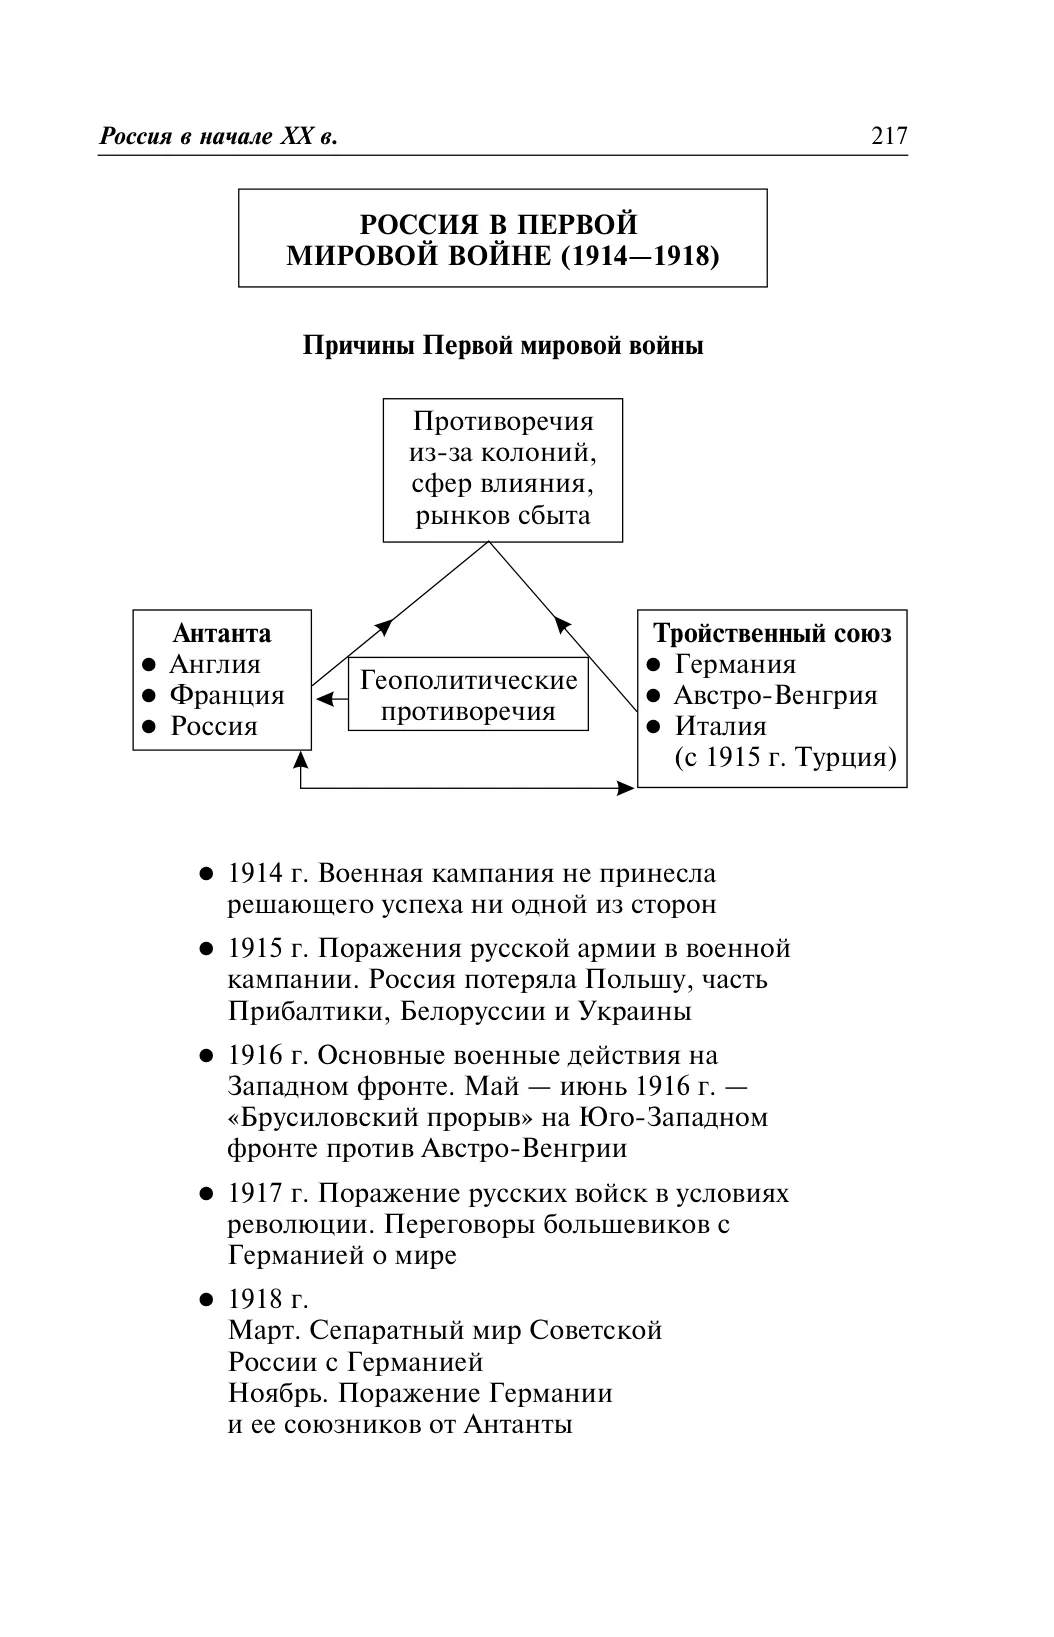 Россия в начале XX в. 217
РОССИЯ В ПЕРВОЙ
МИРОВОЙ ВОЙНЕ (1914—1918)
Причины Первой мировой войны
Противоречия
из-за колоний,
сфер влияния,
рынков сбыта
Антанта
● Англия
● Франция
● Россия
Геополитические
противоречия
Тройственный союз
● Германия
● Австро-Венгрия
● Италия
(с 1915 г. Турция)
● 1914 г. Военная кампания не принесла
решающего успеха ни одной из сторон
● 1915 г. Поражения русской армии в военной
кампании. Россия потеряла Польшу, часть
Прибалтики, Белоруссии и Украины
● 1916 г. Основные военные действия на
Западном фронте. Май — июнь 1916 г. —
«Брусиловский прорыв» на Юго-Западном
фронте против Австро-Венгрии
● 1917 г. Поражение русских войск в условиях
революции. Переговоры большевиков с
Германией о мире
● 1918 г.
Март. Сепаратный мир Советской
России с Германией
Ноябрь. Поражение Германии
и ее союзников от Антанты